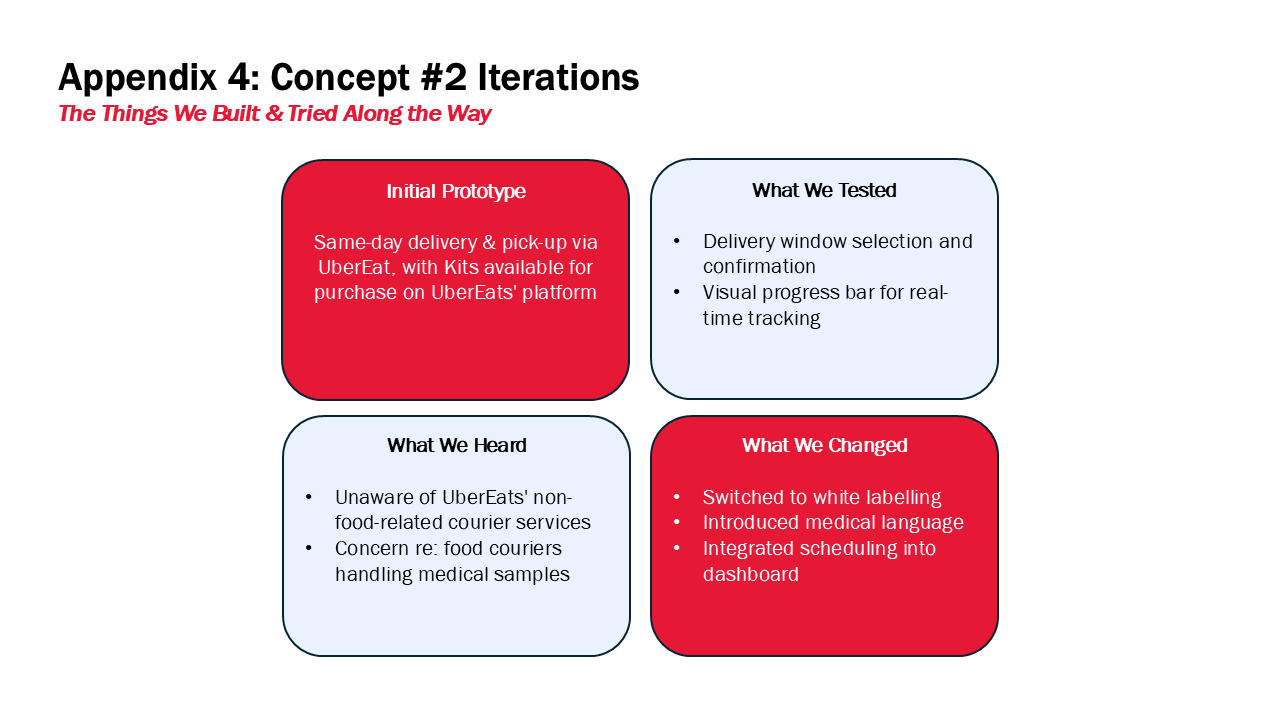 Appendix 4: Concept #2 Iterations
The Things We Built & Tried Along the Way
Initial Prototype
Same-day delivery & pick-up via
UberEat, with Kits available for
purchase on UberEats' platform
What We Tested
• Delivery window selection and
confirmation
• Visual progress bar for real-
time tracking
What We Heard
• Unaware of UberEats' non-
food-related courier services
• Concern re: food couriers
handling medical samples
What We Changed
• Switched to white labelling
• Introduced medical language
• Integrated scheduling into
dashboard